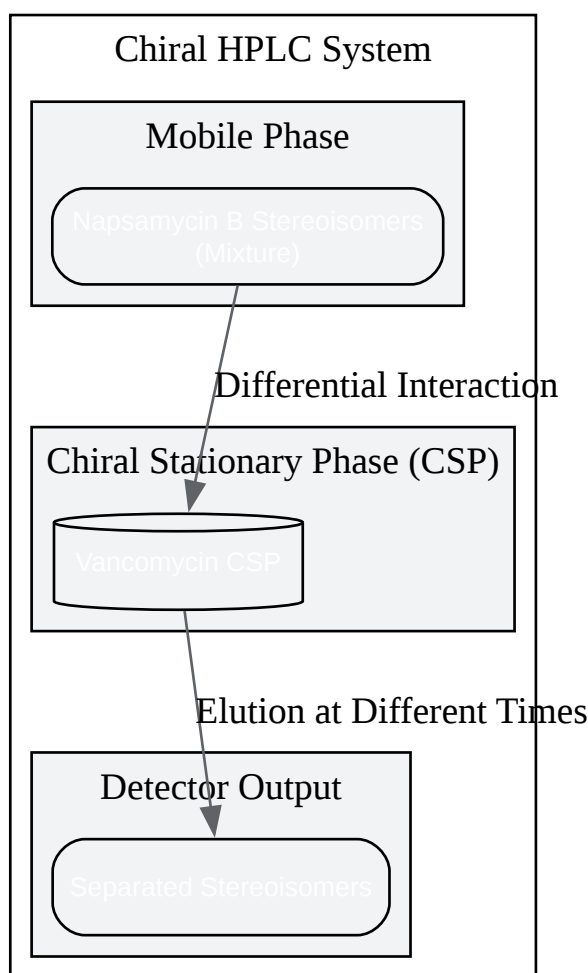 Chiral HPLC System
Mobile Phase
Napsamycin B Stereoisomers
(Mixture)
Differential Interaction
Chiral Stationary Phase (CSP)
Vancomycin CSP
Elution at Different Times
Detector Output
Separated Stereoisomers